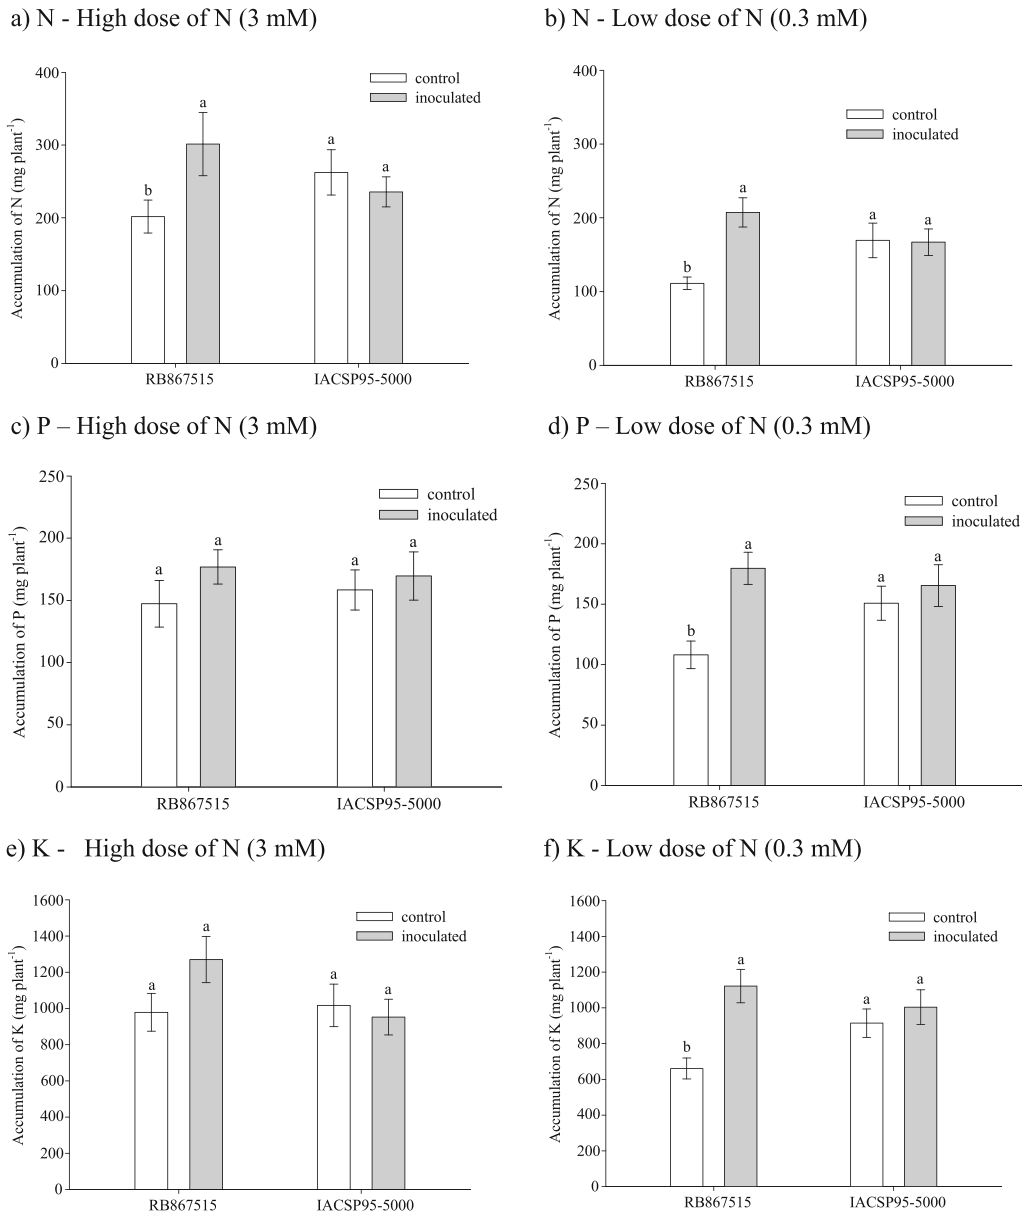 a) N - High dose of N (3 mM)
400
300
200
100
0
Accumulation of N (mg plant-1)
control
inoculated
b
a
a
a
RB867515
IACSP95-5000
b) N - Low dose of N (0.3 mM)
400
300
200
100
0
Accumulation of N (mg plant-1)
control
inoculated
b
a
a
a
RB867515
IACSP95-5000
c) P – High dose of N (3 mM)
250
200
150
100
50
0
Accumulation of P (mg plant-1)
control
inoculated
a
a
a
a
RB867515
IACSP95-5000
d) P – Low dose of N (0.3 mM)
250
200
150
100
50
0
Accumulation of P (mg plant-1)
control
inoculated
b
a
a
a
RB867515
IACSP95-5000
e) K - High dose of N (3 mM)
1600
1400
1200
1000
800
600
400
200
0
Accumulation of K (mg plant-1)
control
inoculated
a
a
a
a
RB867515
IACSP95-5000
f) K - Low dose of N (0.3 mM)
1600
1400
1200
1000
800
600
400
200
0
Accumulation of K (mg plant-1)
control
inoculated
b
a
a
a
RB867515
IACSP95-5000